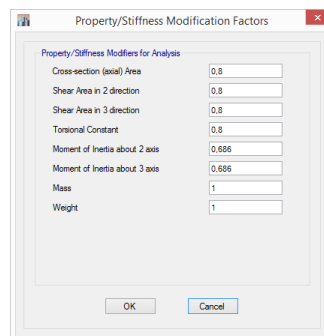 Property/Stiffness Modification Factors
Property/Stiffness Modifiers for Analysis
Cross-section (axial) Area 0,8
Shear Area in 2 direction 0,8
Shear Area in 3 direction 0,8
Torsional Constant 0,8
Moment of Inertia about 2 axis 0,686
Moment of Inertia about 3 axis 0,686
Mass 1
Weight 1
OK Cancel